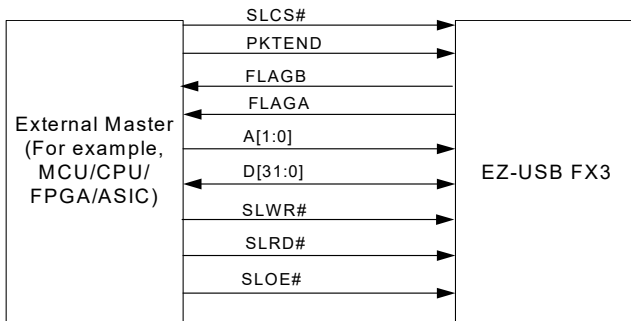 SLCS#
PKTEND
FLAGB
FLAGA
External Master
(For example,
MCU/CPU/
FPGA/ASIC)
A[1:0]
D[31:0]
EZ-USB FX3
SLWR#
SLRD#
SLOE#